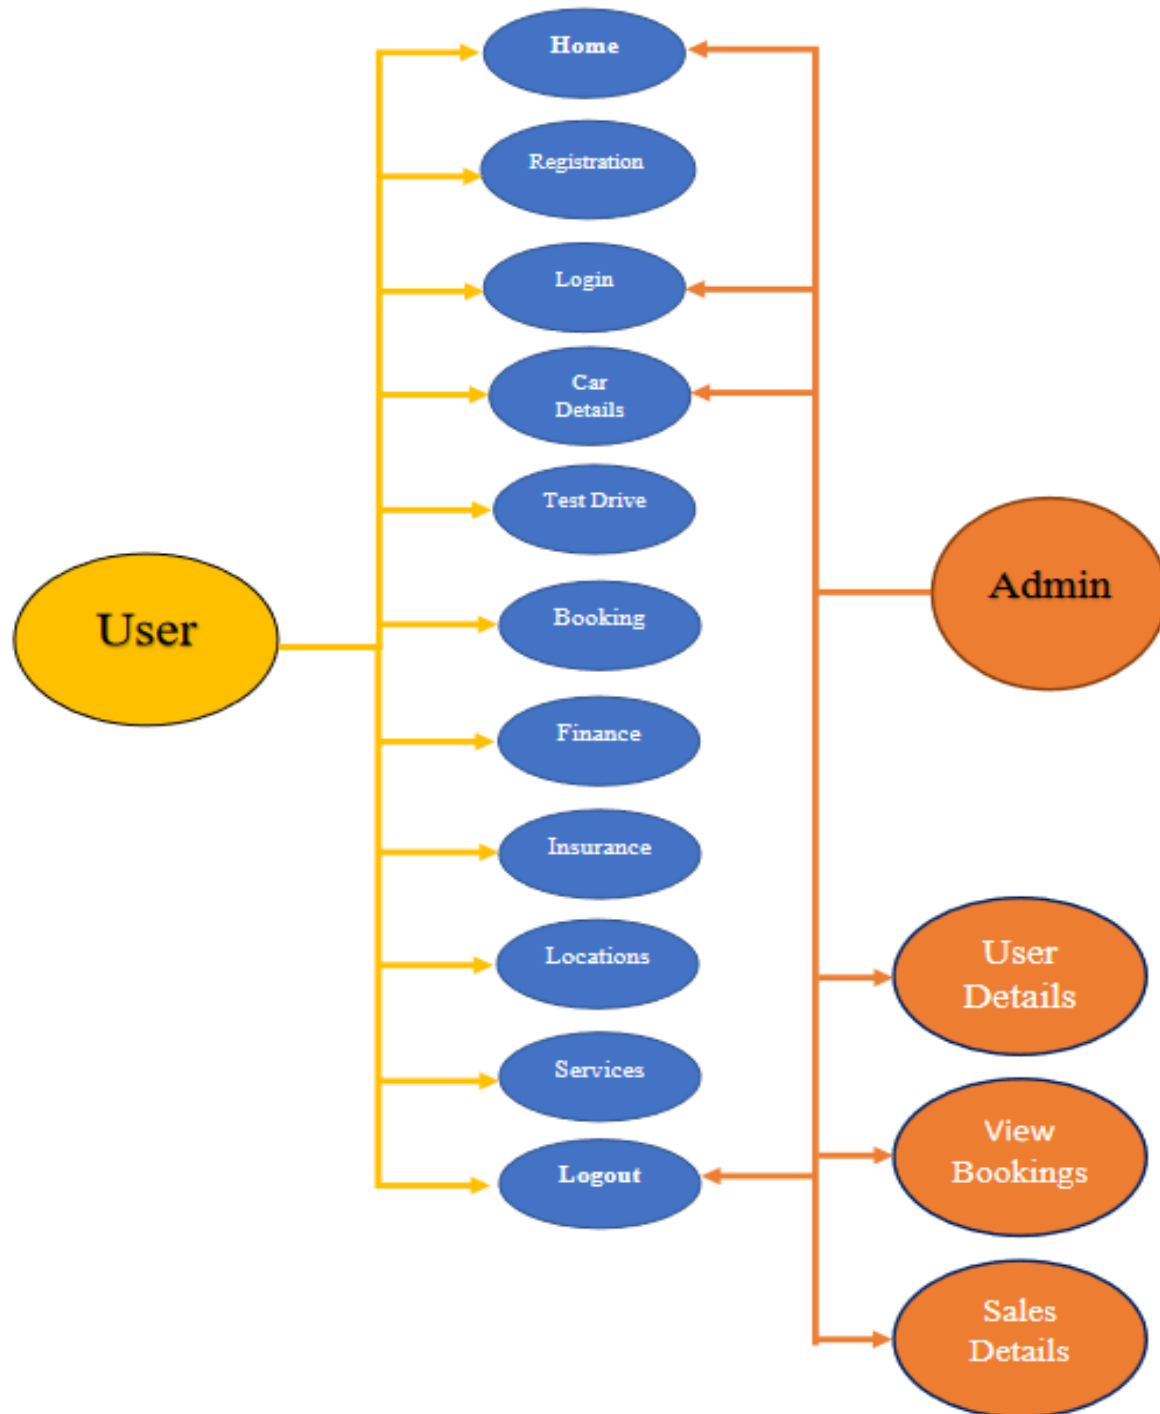 Home
Registration
Login
Car
Details
Test Drive
Booking
Finance
Insurance
Locations
Services
Logout
User
Admin
User
Details
View
Bookings
Sales
Details